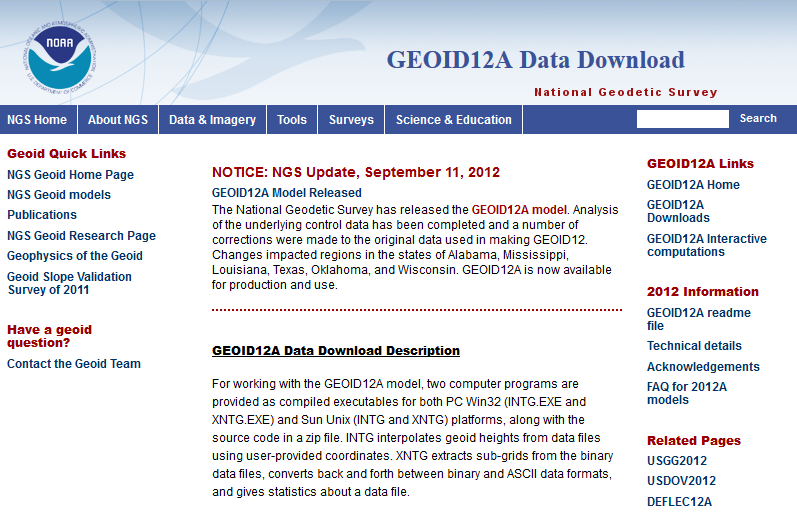 NOAA
NATIONAL OCEANIC AND ATMOSPHERIC ADMINISTRATION
U.S. DEPARTMENT OF COMMERCE
GEOID12A Data Download
National Geodetic Survey
NGS Home
About NGS
Data & Imagery
Tools
Surveys
Science & Education
Search
Geoid Quick Links
NGS Geoid Home Page
NGS Geoid models
Publications
NGS Geoid Research Page
Geophysics of the Geoid
Geoid Slope Validation
Survey of 2011
Have a geoid
question?
Contact the Geoid Team
NOTICE: NGS Update, September 11, 2012
GEOID12A Model Released
The National Geodetic Survey has released the GEOID12A model. Analysis
of the underlying control data has been completed and a number of
corrections were made to the original data used in making GEOID12.
Changes impacted regions in the states of Alabama, Mississippi,
Louisiana, Texas, Oklahoma, and Wisconsin. GEOID12A is now available
for production and use.
GEOID12A Data Download Description
For working with the GEOID12A model, two computer programs are
provided as compiled executables for both PC Win32 (INTG.EXE and
XNTG.EXE) and Sun Unix (INTG and XNTG) platforms, along with the
source code in a zip file. INTG interpolates geoid heights from data files
using user-provided coordinates. XNTG extracts sub-grids from the binary
data files, converts back and forth between binary and ASCII data formats,
and gives statistics about a data file.
GEOID12A Links
GEOID12A Home
GEOID12A
Downloads
GEOID12A Interactive
computations
2012 Information
GEOID12A readme
file
Technical details
Acknowledgements
FAQ for 2012A
models
Related Pages
USGG2012
USDOV2012
DEFLEC12A